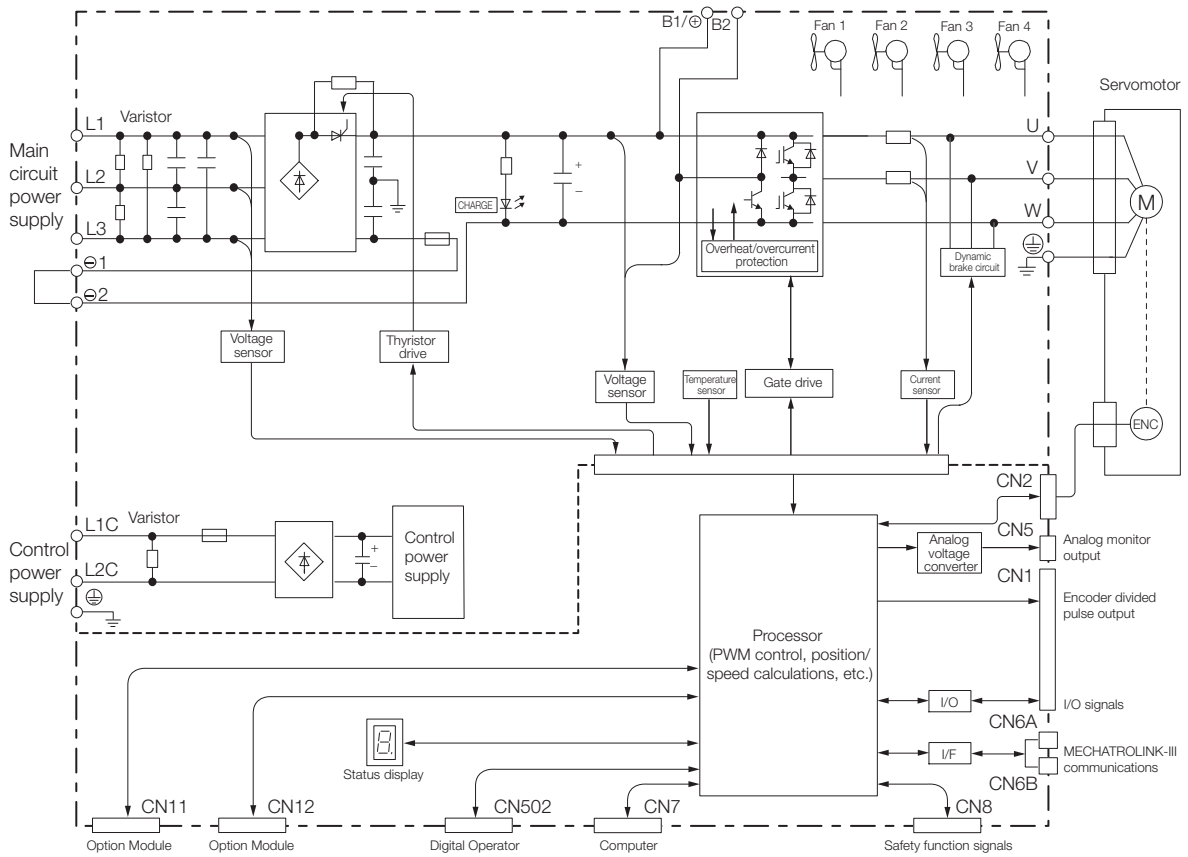 B1/⊕
B2
Fan 1
Fan 2
Fan 3
Fan 4
Servomotor
Main
circuit
power
supply
L1
Varistor
L2
L3
⊖1
⊖2
CHARGE
+
–
Overheat/overcurrent
protection
U
V
W
M
Dynamic
brake circuit
Voltage
sensor
Thyristor
drive
Voltage
sensor
Temperature
sensor
Gate drive
Current
sensor
ENC
Control
power
supply
L1C
Varistor
L2C
+
–
Control
power
supply
CN2
CN5
Analog
voltage
converter
Analog monitor
output
CN1
Encoder divided
pulse output
Processor
(PWM control, position/
speed calculations, etc.)
I/O
I/O signals
CN6A
I/F
MECHATROLINK-III
communications
CN6B
8.
Status display
CN11
CN12
CN502
CN7
CN8
Option Module
Option Module
Digital Operator
Computer
Safety function signals